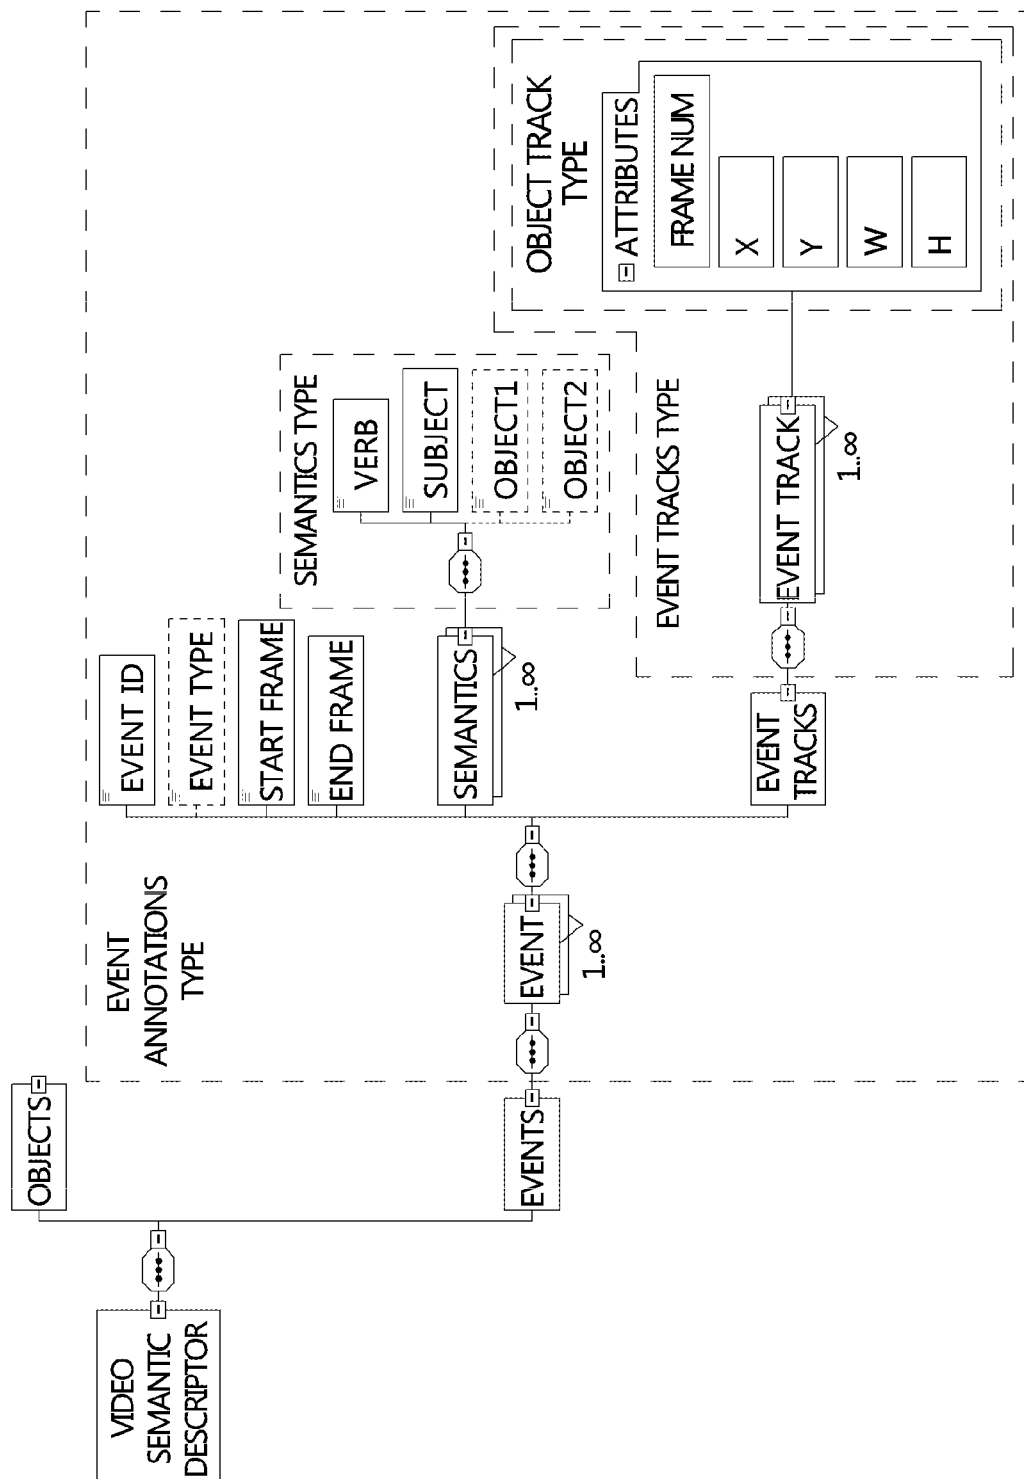 VIDEO
SEMANTIC
DESCRIPTOR
OBJECTS
EVENTS
EVENT
ANNOTATIONS
TYPE
EVENT
1..∞
EVENT ID
EVENT TYPE
START FRAME
END FRAME
SEMANTICS
1..∞
SEMANTICS TYPE
VERB
SUBJECT
OBJECT1
OBJECT2
EVENT
TRACKS
EVENT TRACKS TYPE
EVENT TRACK
1..∞
OBJECT TRACK
TYPE
ATTRIBUTES
FRAME NUM
X
Y
W
H